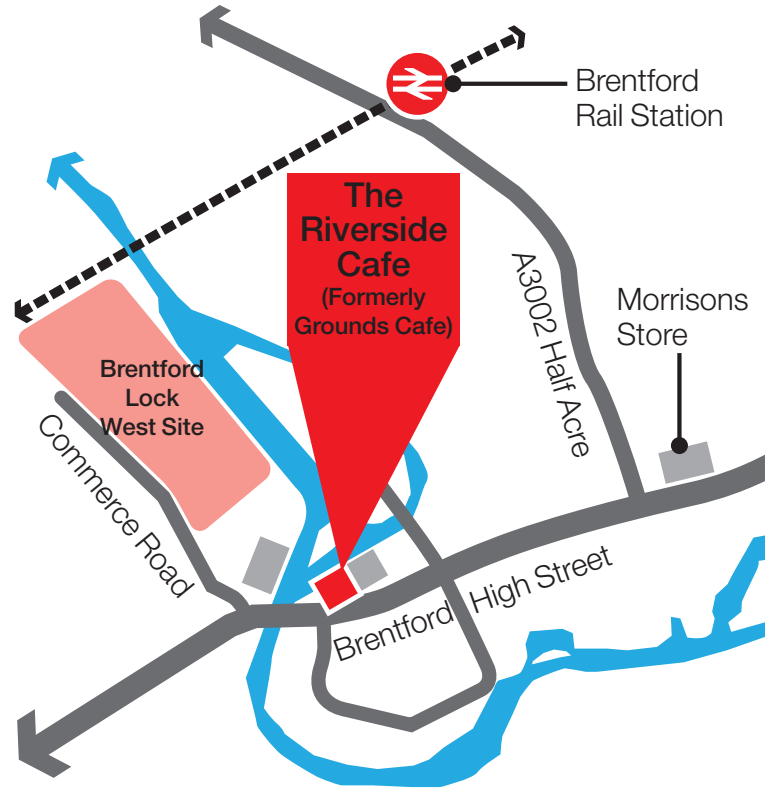 Brentford
Rail Station
The
Riverside
Cafe
(Formerly
Grounds Cafe)
A3002 Half Acre
Morrisons
Store
Brentford
Lock
West Site
Commerce Road
Brentford High Street